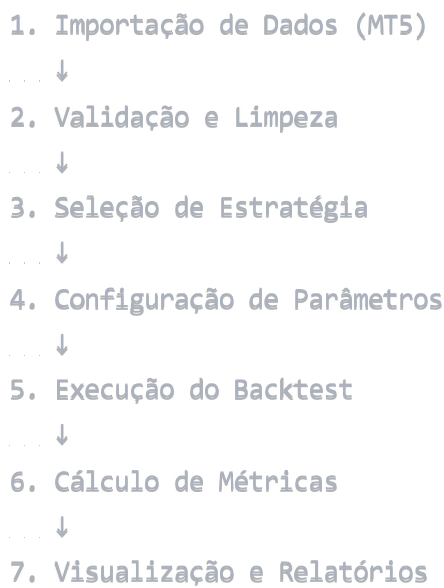 1. Importação de Dados (MT5)
↓
2. Validação e Limpeza
↓
3. Seleção de Estratégia
↓
4. Configuração de Parâmetros
↓
5. Execução do Backtest
↓
6. Cálculo de Métricas
↓
7. Visualização e Relatórios